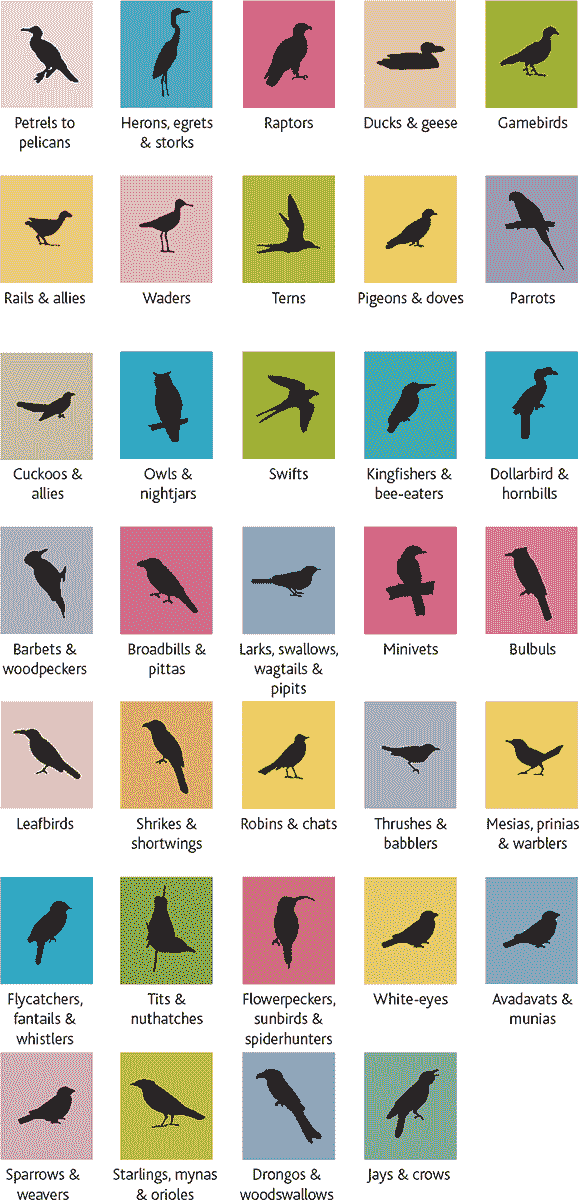 Petrels to
pelicans
Herons, egrets
& storks
Raptors
Ducks & geese
Gamebirds
Rails & allies
Waders
Terns
Pigeons & doves
Parrots
Cuckoos &
allies
Owls &
nightjars
Swifts
Kingfishers &
bee-eaters
Dollarbird &
hornbills
Barbets &
woodpeckers
Broadbills &
pittas
Larks, swallows,
wagtails &
pipits
Minivets
Bulbuls
Leafbirds
Shrikes &
shortwings
Robins & chats
Thrushes &
babblers
Mesias, prinias
& warblers
Flycatchers,
fantails &
whistlers
Tits &
nuthatches
Flowerpeckers,
sunbirds &
spiderhunters
White-eyes
Avadavats &
munias
Sparrows &
weavers
Starlings, mynas
& orioles
Drongos &
woodswallows
Jays & crows